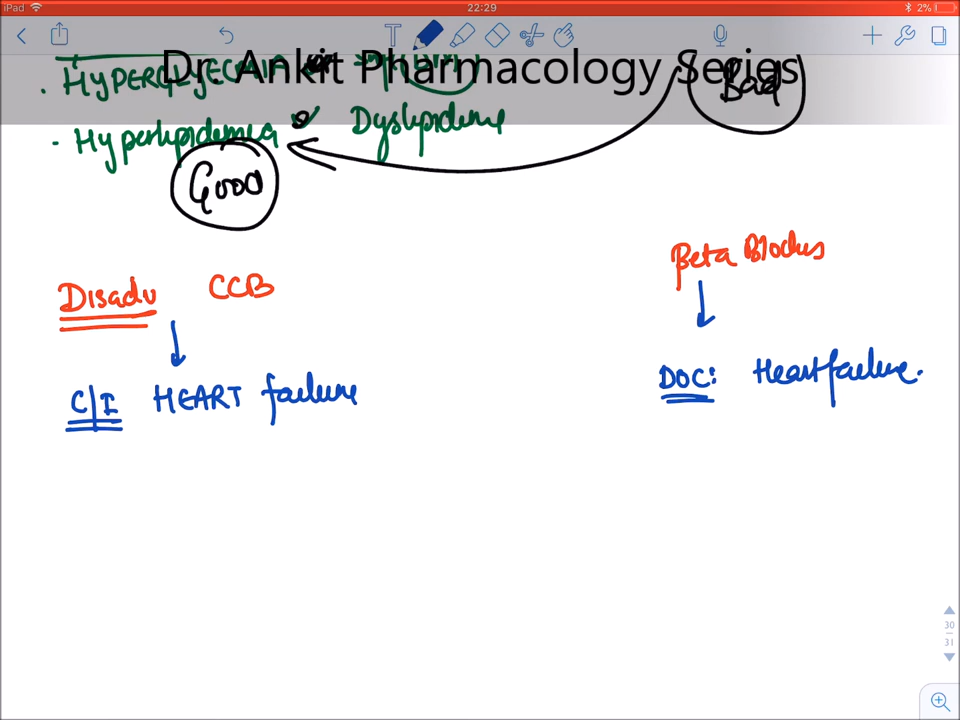 iPad 22:29 2%
Dr. Ankit Pharmacology Series
Bad
Hyperlipidemia Dyslipidemia
Good
Beta Blockers
Disadv CCB
C/I HEART failure
DOC: Heart failure.
30
31